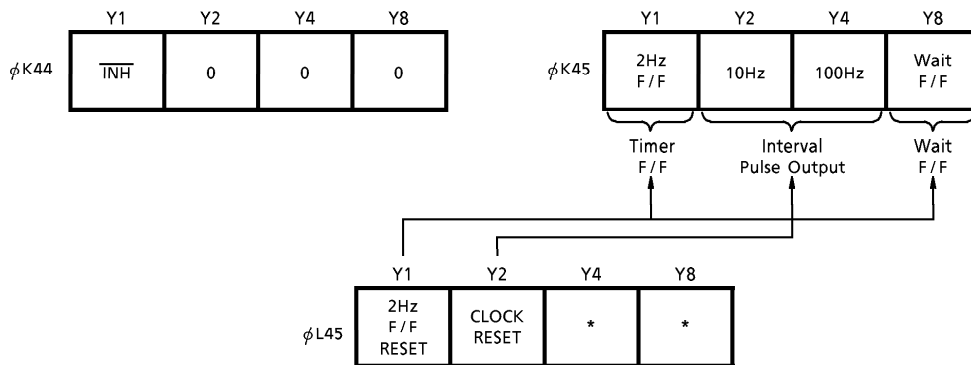 Y1 Y2 Y4 Y8
ϕK44 I̅N̅H̅ 0 0 0
Y1 Y2 Y4 Y8
ϕK45 2Hz F/F 10Hz 100Hz Wait F/F
Timer F/F
Interval Pulse Output
Wait F/F
Y1 Y2 Y4 Y8
ϕL45 2Hz F/F RESET CLOCK RESET * *